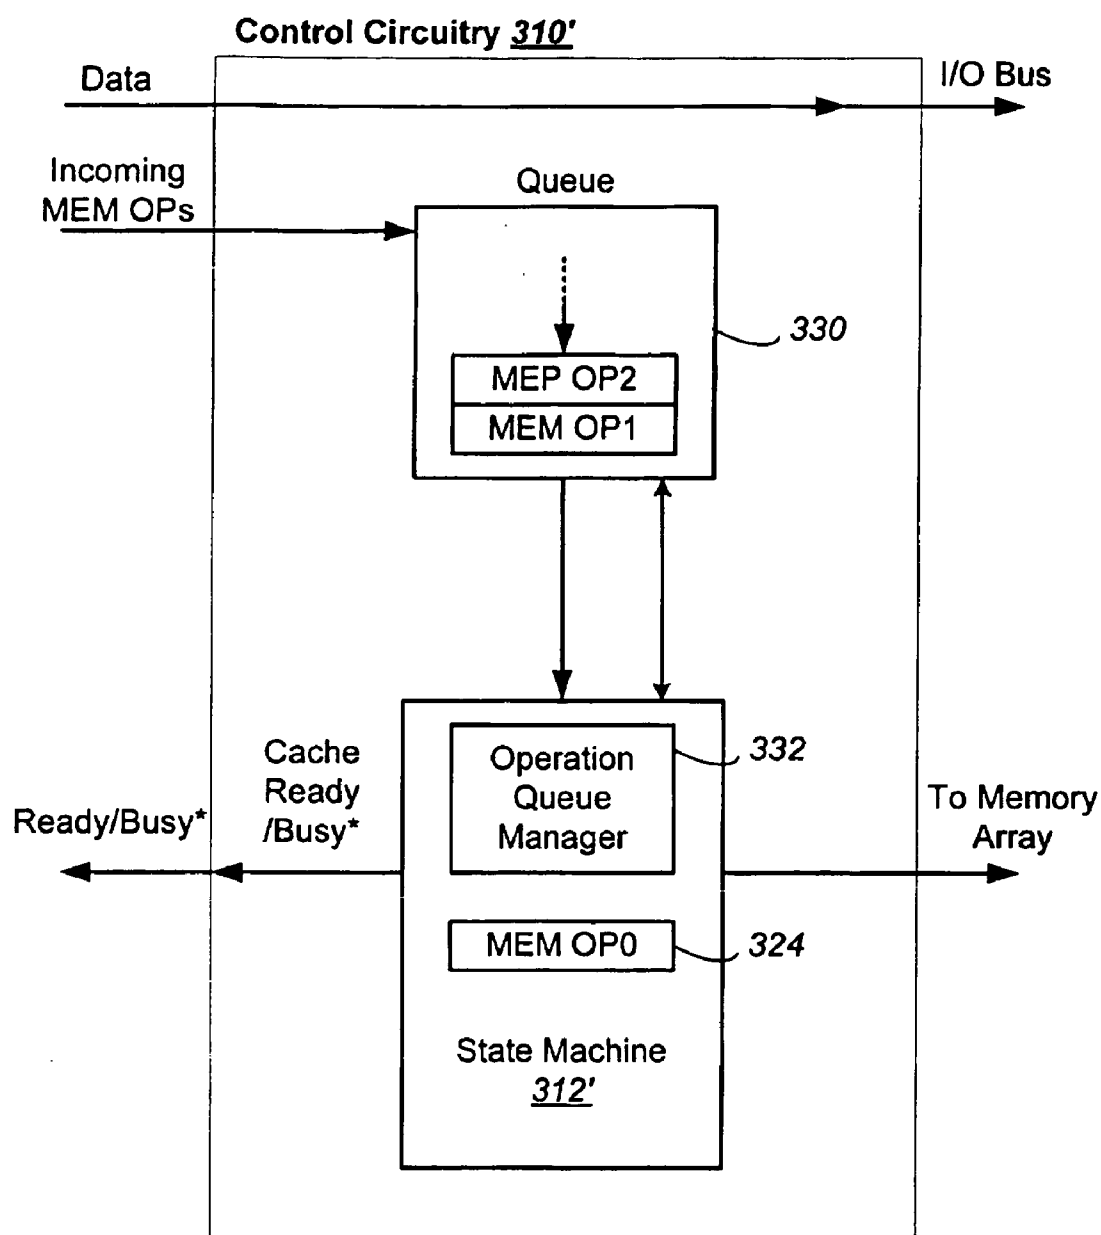 Control Circuitry 310'
Data
I/O Bus
Incoming
MEM OPs
Queue
330
MEP OP2
MEM OP1
332
Operation
Queue
Manager
Cache
Ready
/Busy*
Ready/Busy*
To Memory
Array
MEM OP0
324
State Machine
312'